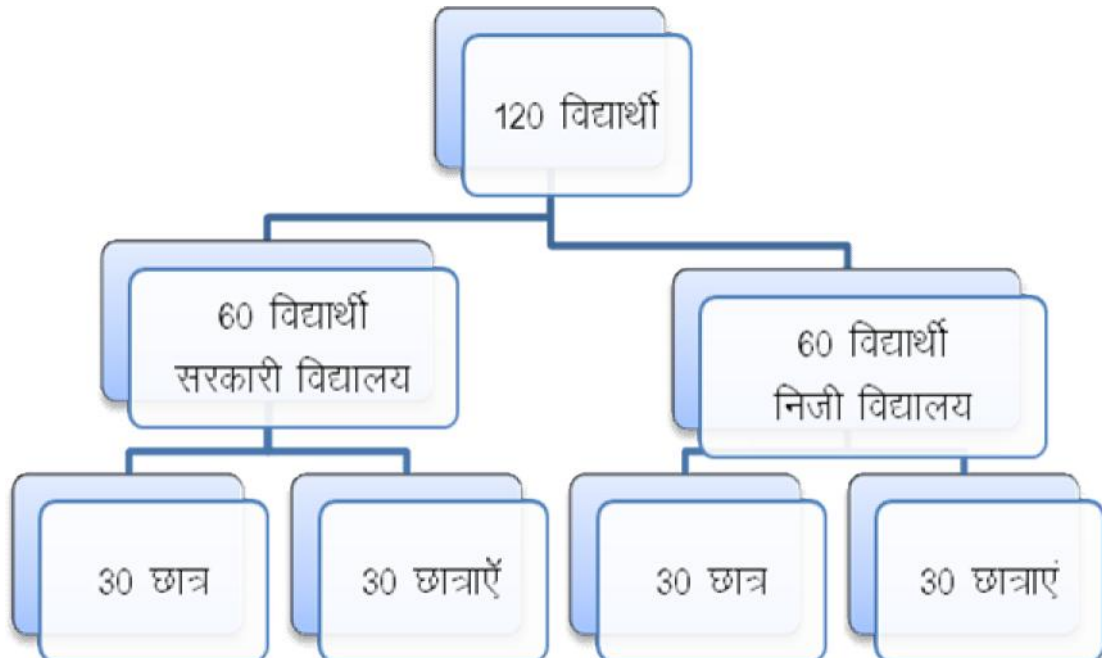 120 विद्यार्थी
60 विद्यार्थी
सरकारी विद्यालय
60 विद्यार्थी
निजी विद्यालय
30 छात्र
30 छात्राऍ
30 छात्र
30 छात्राएं